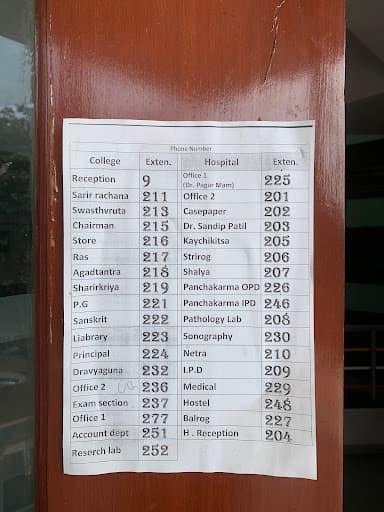 Phone Number
College Exten. Hospital Exten.
Reception 9 Office 1 (Dr. Pagar Mam) 225
Sarir rachana 211 Office 2 201
Swasthvruta 213 Casepaper 202
Chairman 215 Dr. Sandip Patil 203
Store 216 Kaychikitsa 205
Ras 217 Strirog 206
Agadtantra 218 Shalya 207
Sharirkriya 219 Panchakarma OPD 226
P.G 221 Panchakarma IPD 246
Sanskrit 222 Pathology Lab 208
Liabrary 223 Sonography 230
Principal 224 Netra 210
Dravyaguna 232 I.P.D 209
Office 2 236 Medical 229
Exam section 237 Hostel 248
Office 1 277 Balrog 227
Account dept 251 H . Reception 204
Reserch lab 252